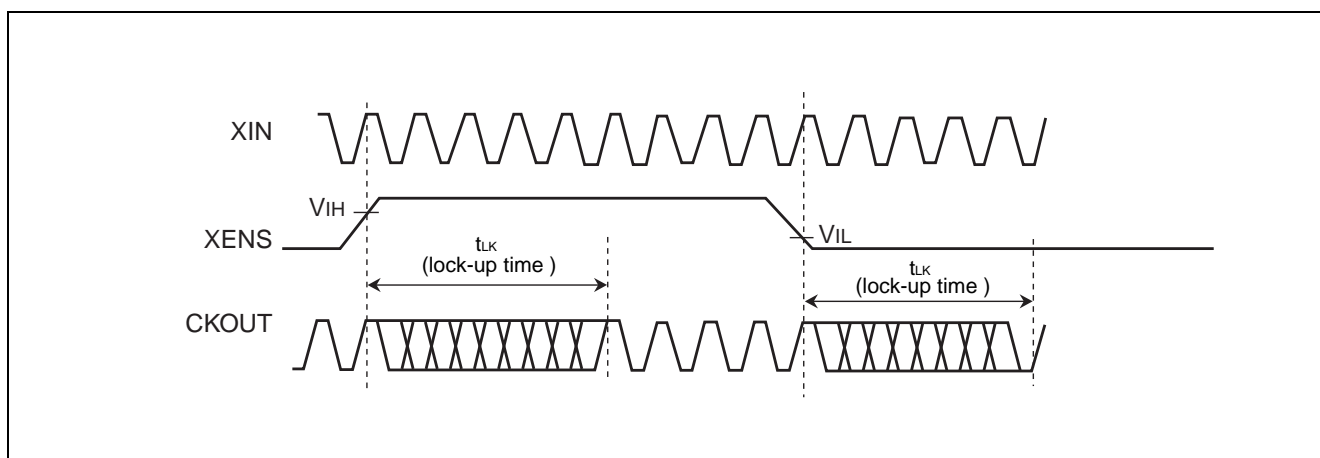 XIN
VIH
XENS
VIL
tLK
(lock-up time )
tLK
(lock-up time )
CKOUT